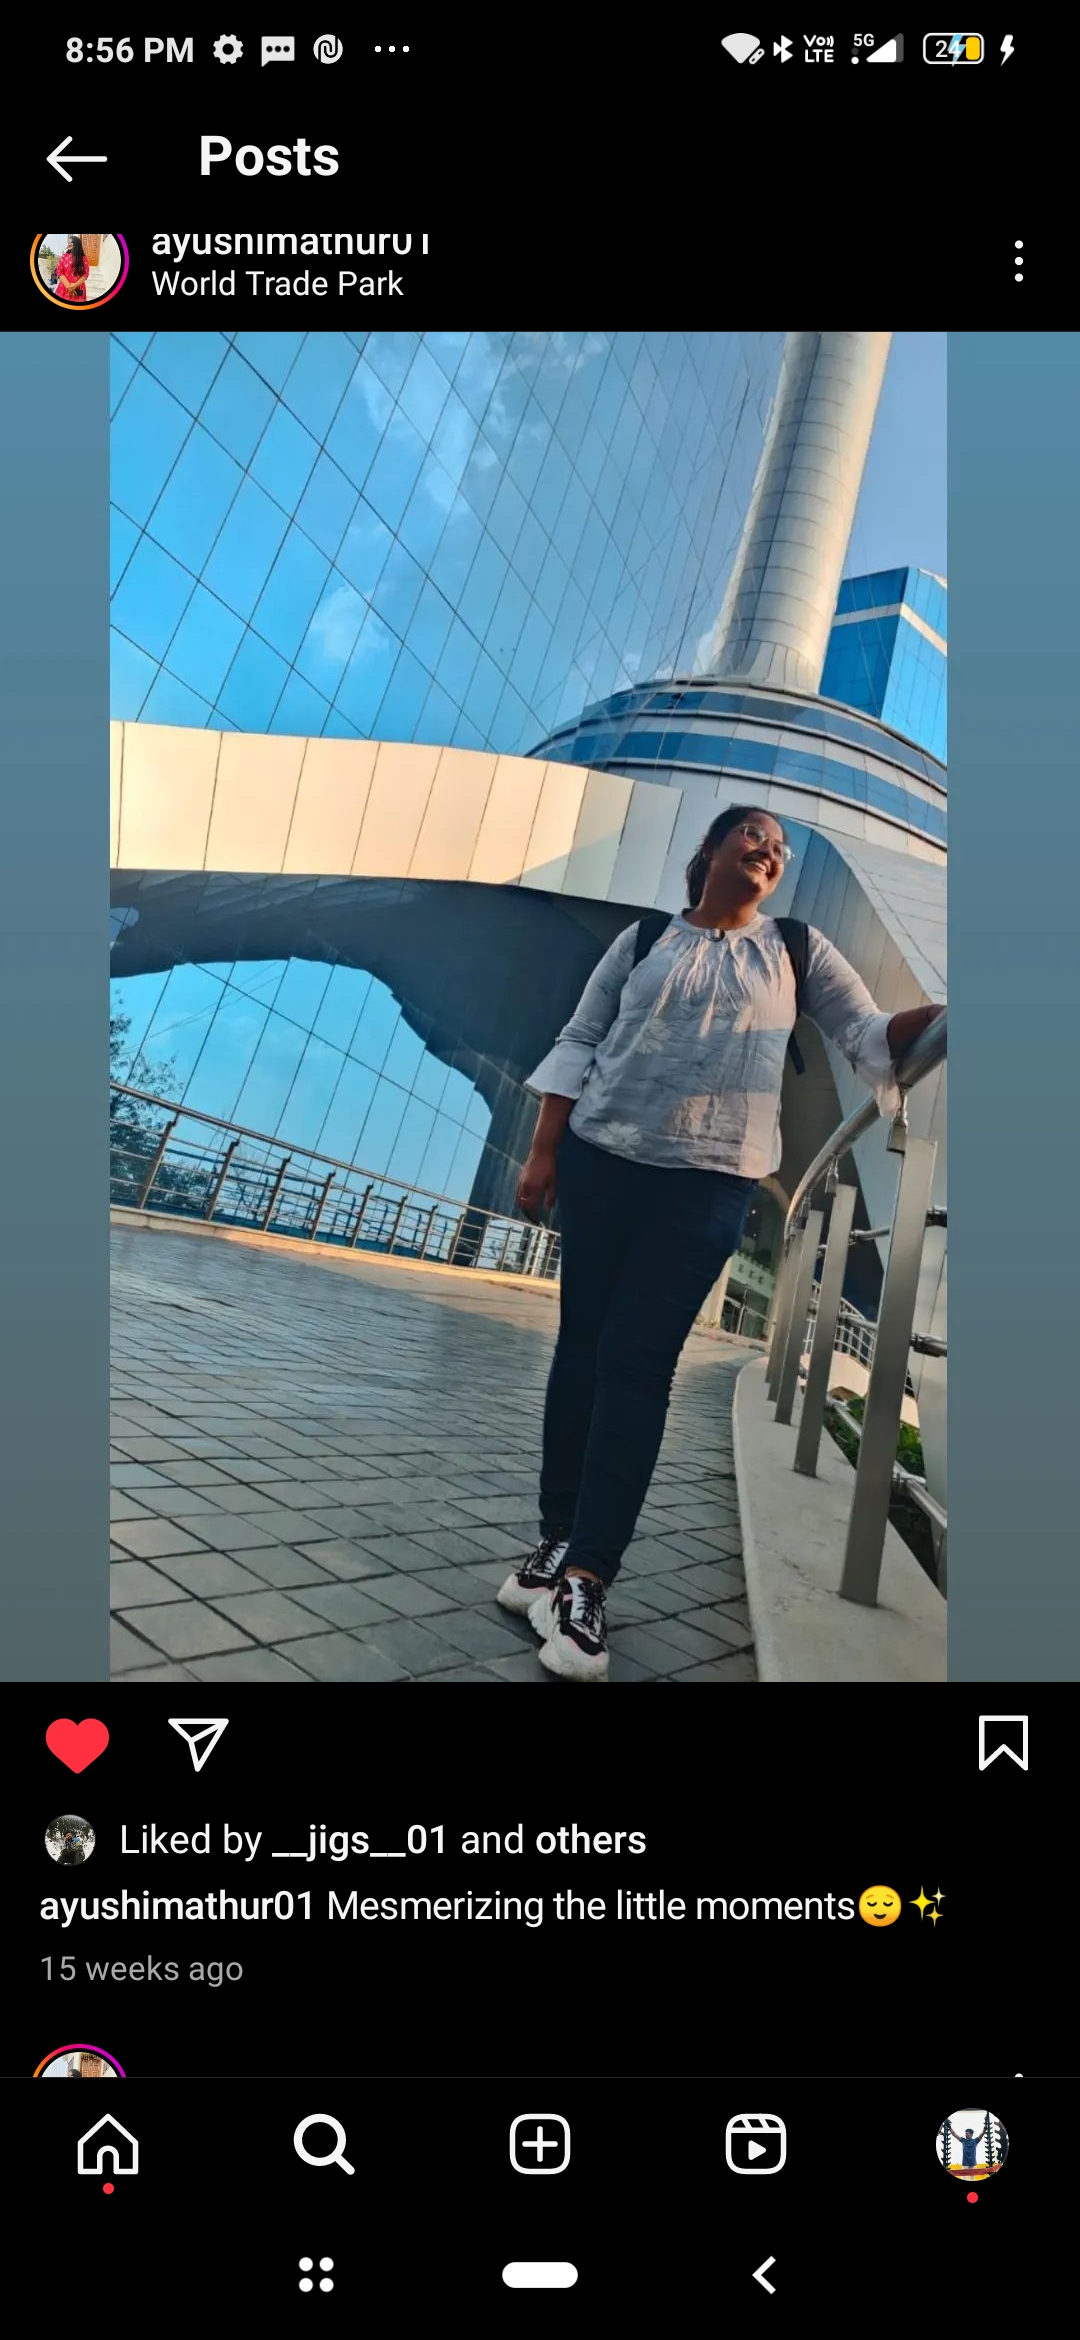 8:56 PM
Vo))
LTE
5G
24
Posts
ayushimathur01
World Trade Park
Liked by __jigs__01 and others
ayushimathur01 Mesmerizing the little moments😌✨
15 weeks ago